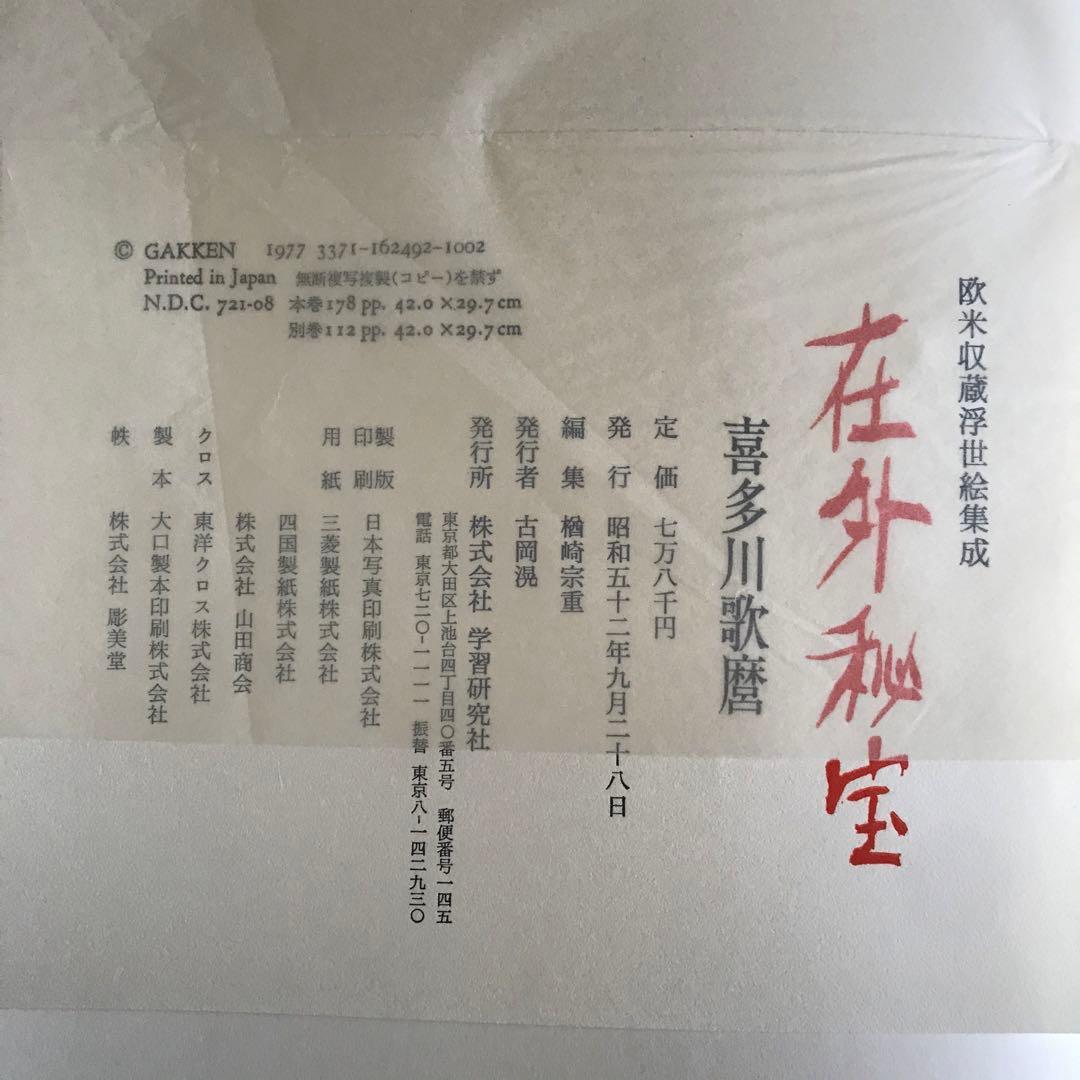 欧米収蔵浮世絵集成
在外秘宝
喜多川歌麿
定価 七万八千円
発行 昭和五十二年九月二十八日
編集 楢崎宗重
発行者 古岡滉
発行所 株式会社 学習研究社
東京都大田区上池台四丁目四〇番五号 郵便番号一四五
電話 東京七二〇-一一一一 振替 東京八-一四二九三〇
製版
印刷 日本写真印刷株式会社
用紙 三菱製紙株式会社
四国製紙株式会社
株式会社 山田商会
クロス 東洋クロス株式会社
製本 大口製本印刷株式会社
帙 株式会社 彫美堂
© GAKKEN 1977 3371-162492-1002
Printed in Japan 無断複写複製(コピー)を禁ず
N.D.C. 721-08 本巻178 pp. 42.0 × 29.7 cm
別巻112 pp. 42.0 × 29.7 cm